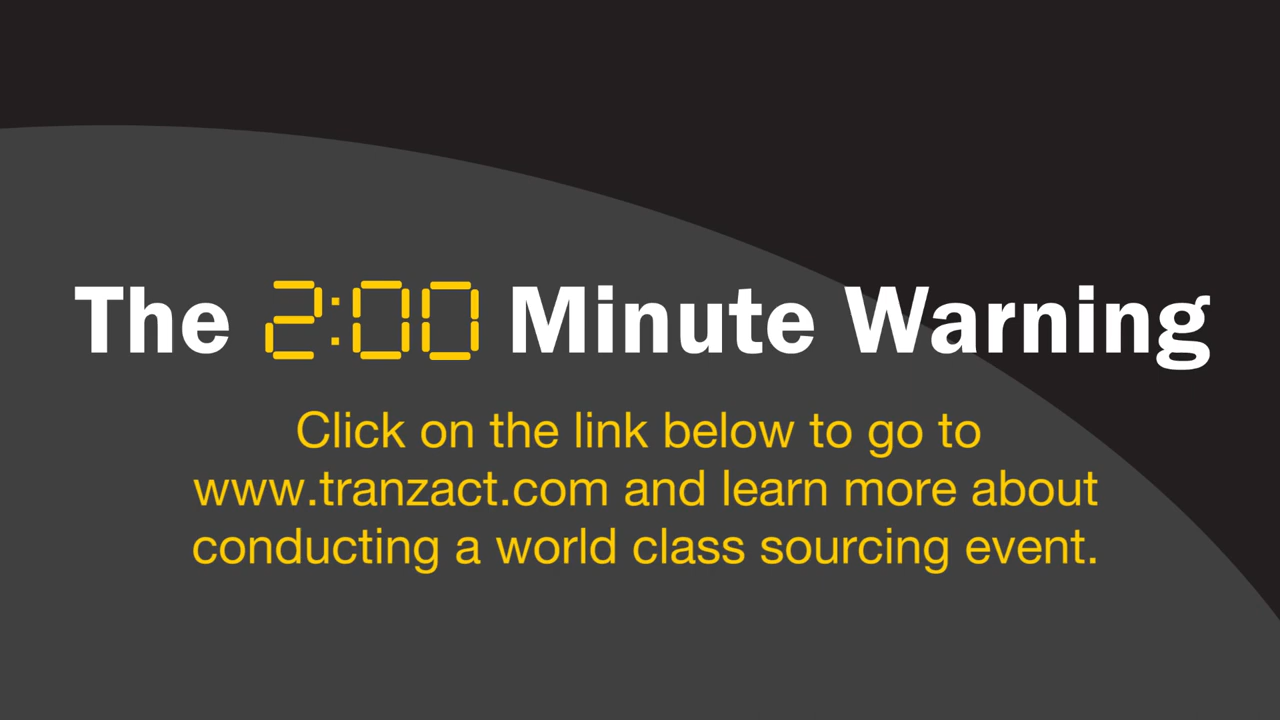 The 2:00 Minute Warning
Click on the link below to go to
www.tranzact.com and learn more about
conducting a world class sourcing event.